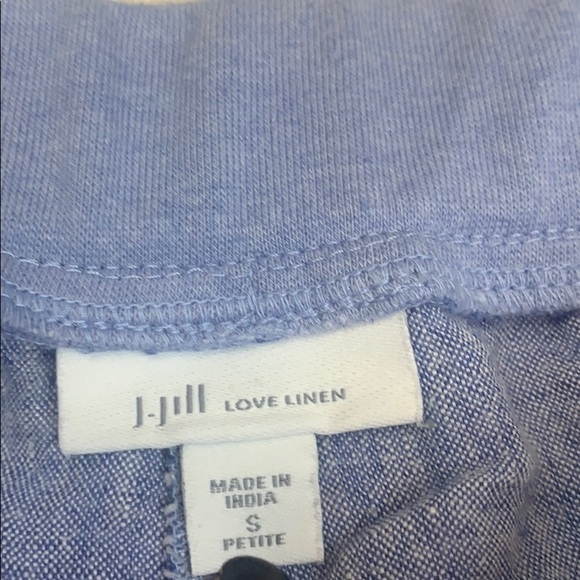 J.Jill LOVE LINEN
MADE IN
INDIA
S
PETITE